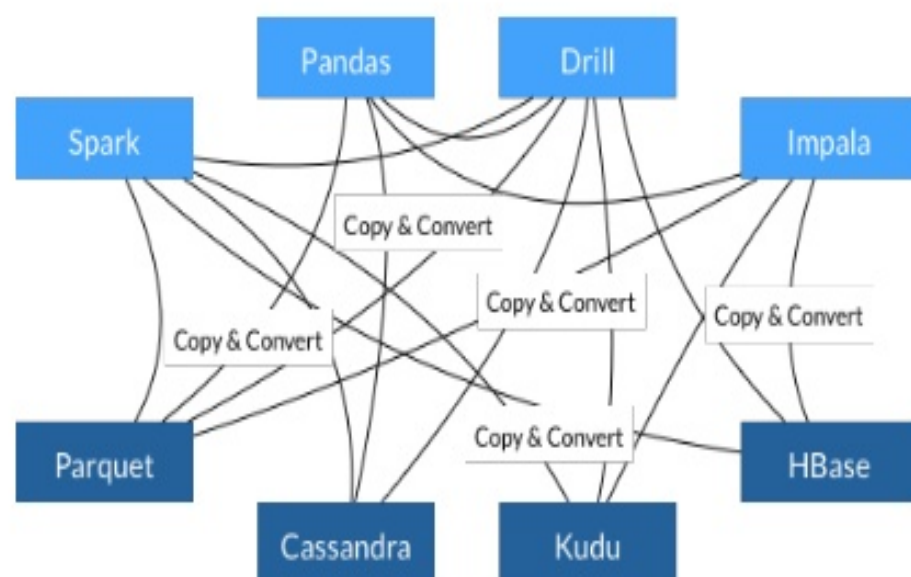 Pandas
Drill
Spark
Impala
Copy & Convert
Copy & Convert
Copy & Convert
Copy & Convert
Copy & Convert
Parquet
HBase
Cassandra
Kudu